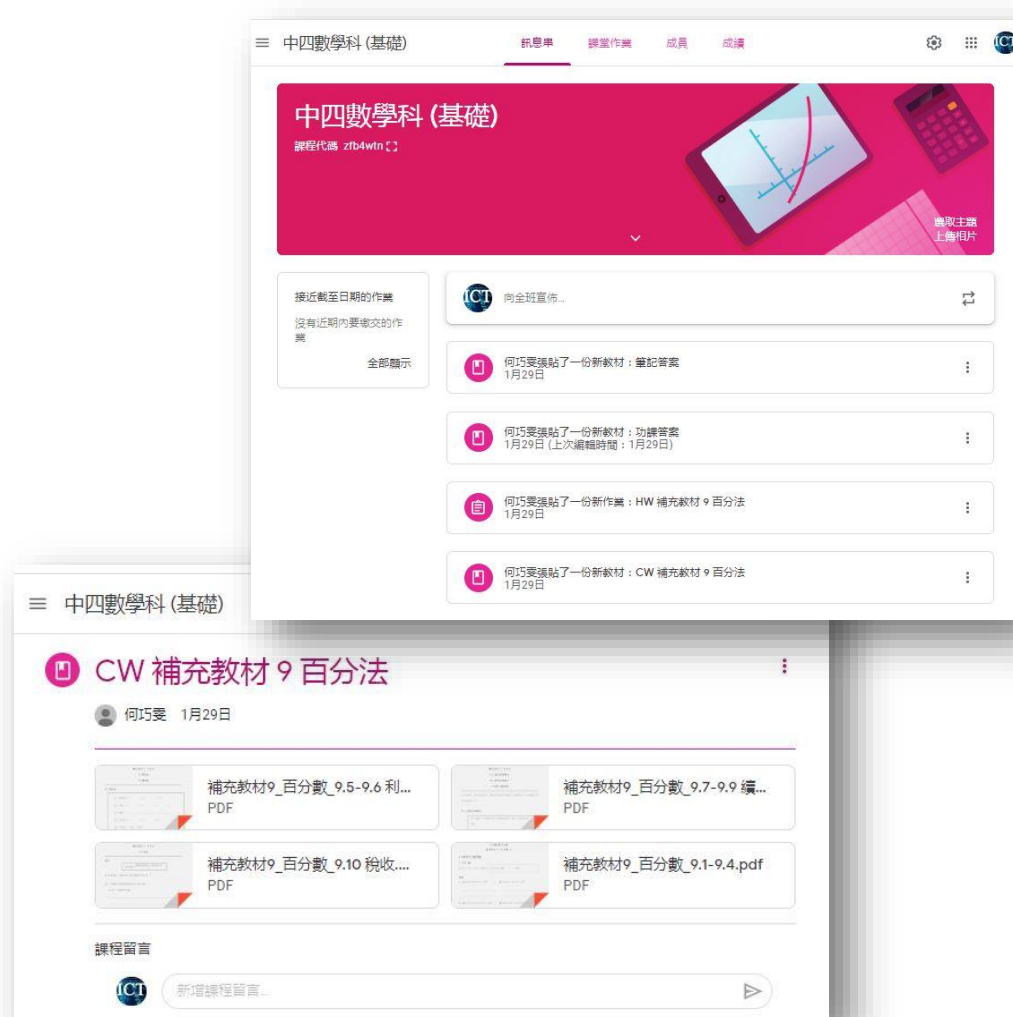 中四數學科 (基礎)
訊息串 課堂作業 成員 成績
ICT
中四數學科 (基礎)
課程代碼 zfb4wtn
選取主題
上傳相片
接近截至日期的作業
沒有近期內要繳交的作
業
全部顯示
ICT 向全班宣佈...
何巧雯張貼了一份新教材：筆記答案
1月29日
何巧雯張貼了一份新教材：功課答案
1月29日 (上次編輯時間：1月29日)
何巧雯張貼了一份新作業：HW 補充教材 9 百分法
1月29日
何巧雯張貼了一份新教材：CW 補充教材 9 百分法
1月29日
中四數學科 (基礎)
CW 補充教材 9 百分法
何巧雯 1月29日
補充教材9_百分數_9.5-9.6 利...
PDF
補充教材9_百分數_9.7-9.9 續...
PDF
補充教材9_百分數_9.10 稅收....
PDF
補充教材9_百分數_9.1-9.4.pdf
PDF
課程留言
ICT 新增課程留言...